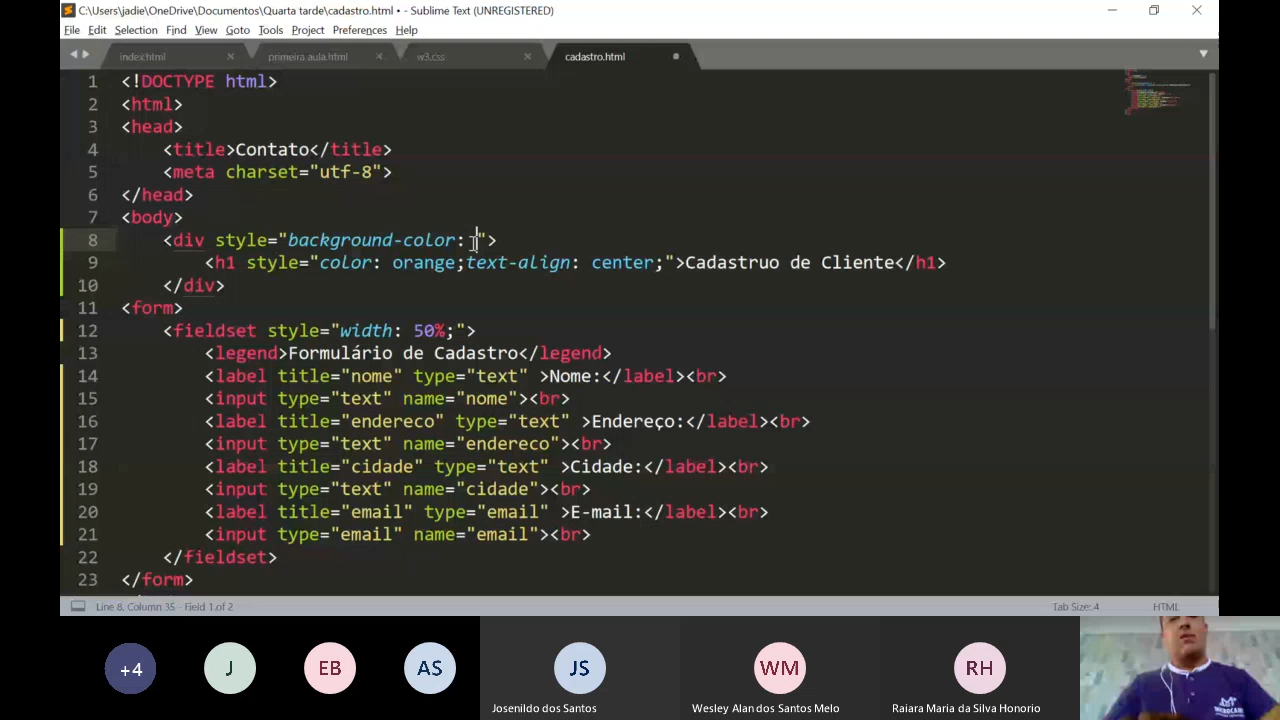 C:\Users\jadie\OneDrive\Documentos\Quarta tarde\cadastro.html • - Sublime Text (UNREGISTERED)
File Edit Selection Find View Goto Tools Project Preferences Help
index.html primeira aula.html w3.css cadastro.html
1 <!DOCTYPE html>
2 <html>
3 <head>
4 <title>Contato</title>
5 <meta charset="utf-8">
6 </head>
7 <body>
8 <div style="background-color: ;">
9 <h1 style="color: orange;text-align: center;">Cadastruo de Cliente</h1>
10 </div>
11 <form>
12 <fieldset style="width: 50%;">
13 <legend>Formulário de Cadastro</legend>
14 <label title="nome" type="text" >Nome:</label><br>
15 <input type="text" name="nome"><br>
16 <label title="endereco" type="text" >Endereço:</label><br>
17 <input type="text" name="endereco"><br>
18 <label title="cidade" type="text" >Cidade:</label><br>
19 <input type="text" name="cidade"><br>
20 <label title="email" type="email" >E-mail:</label><br>
21 <input type="email" name="email"><br>
22 </fieldset>
23 </form>
Line 8, Column 35 - Field 1 of 2 Tab Size: 4 HTML
+4 J EB AS JS WM RH
Josenildo dos Santos Wesley Alan dos Santos Melo Raiara Maria da Silva Honorio